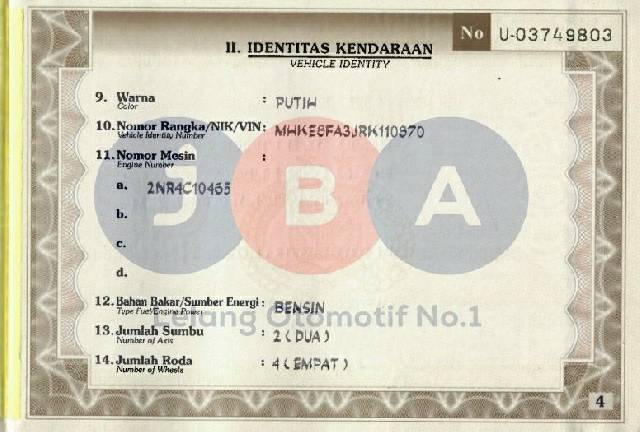 No U-03749803
II. IDENTITAS KENDARAAN
VEHICLE IDENTITY
9. Warna : PUTIH
Color
10. Nomor Rangka/NIK/VIN: MHKE8FA3JRK110870
Vehicle Identity Number
11. Nomor Mesin :
Engine Number
a. 2NR4C10465
b.
c.
d.
12. Bahan Bakar/Sumber Energi : BENSIN
Type Fuel/Engine Power
Lelang Otomotif No.1
13. Jumlah Sumbu : 2 (DUA)
Number of Axis
14. Jumlah Roda : 4 (EMPAT)
Number of Wheels
JBA
4